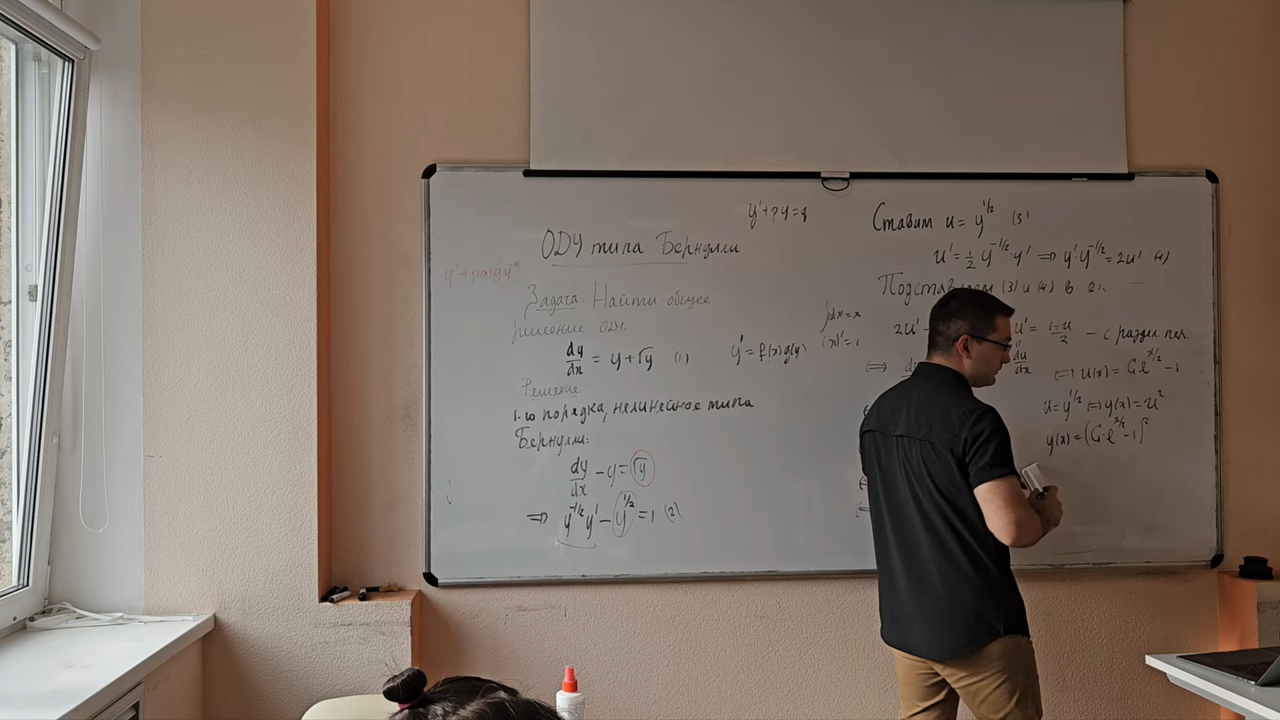 y' + py = q
ОДУ типа Бернулли
Задача: Найти общее
решение ОДУ.
dy/dx = y + √y (1)
y' = f(x)g(y)
∫dx = x
(x)' = 1
Решение:
1-го порядка, нелинейное типа
Бернулли:
dy/dx − y = √y
⇒ y^{-1/2} y' − y^{1/2} = 1 (2)
Ставим u = y^{1/2} (3)
u' = 1/2 y^{-1/2} · y' ⇒ y' · y^{-1/2} = 2u' (4)
(3) и (4) в (2).
2u' −
u' = (1+u)/2 — с раздел. пер.
du/dx
⇔ u(x) = C e^{x/2} − 1
u = y^{1/2} ⇔ y(x) = u²
y(x) = (C · e^{x/2} − 1)²